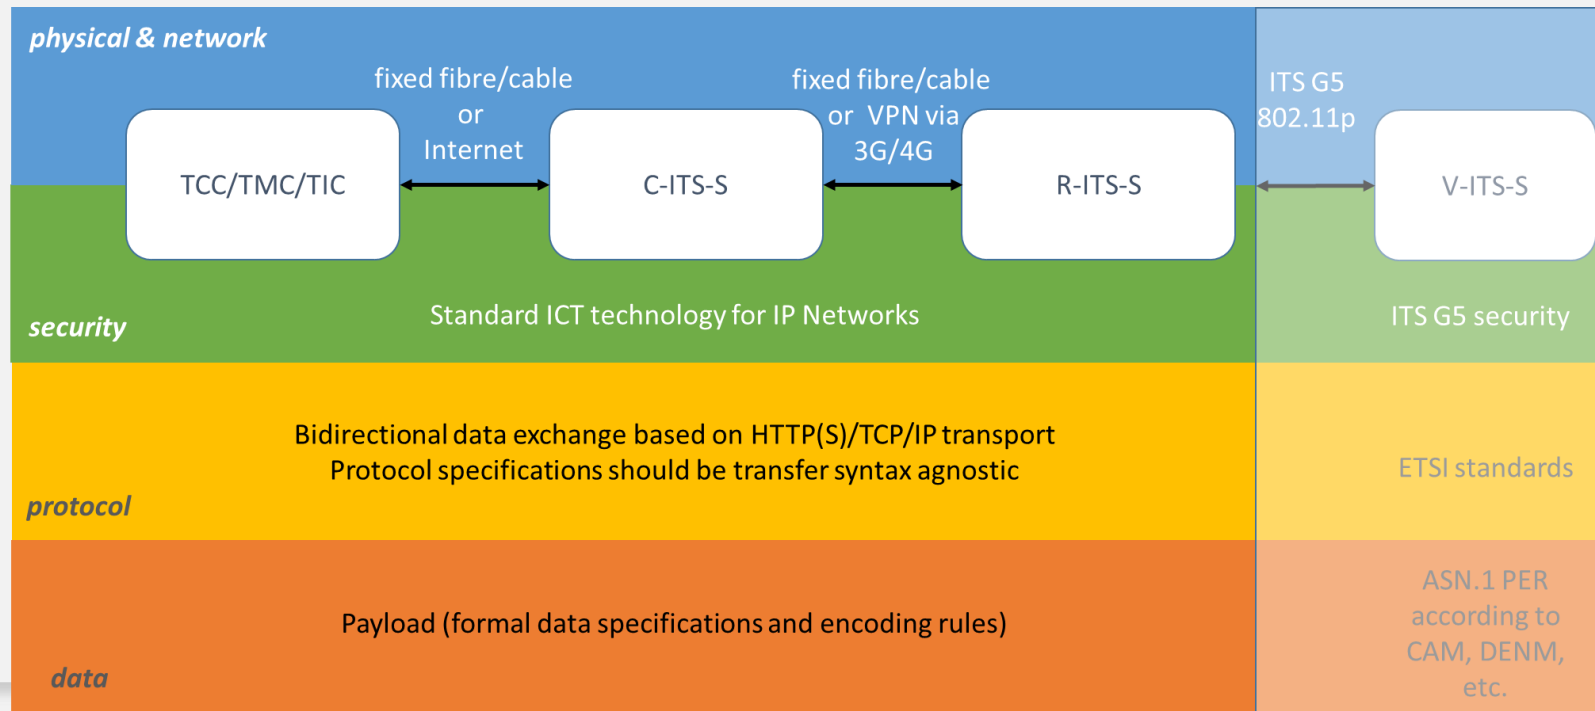 physical & network
fixed fibre/cable
or
Internet
fixed fibre/cable
or VPN via
3G/4G
ITS G5
802.11p
TCC/TMC/TIC
C-ITS-S
R-ITS-S
V-ITS-S
security
Standard ICT technology for IP Networks
ITS G5 security
Bidirectional data exchange based on HTTP(S)/TCP/IP transport
Protocol specifications should be transfer syntax agnostic
ETSI standards
protocol
Payload (formal data specifications and encoding rules)
ASN.1 PER
according to
CAM, DENM,
etc.
data